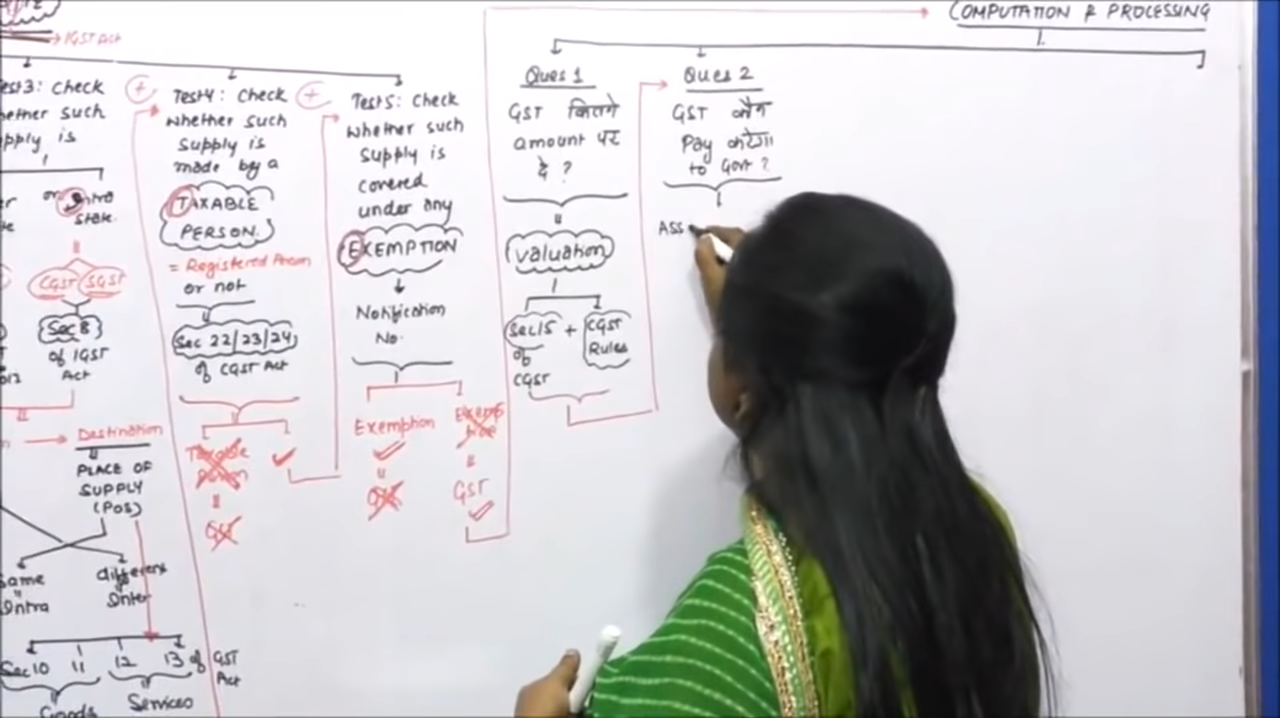 COMPUTATION & PROCESSING
IGST Act
Test3: Check
whether such
supply is
or Intra
state.
CGST SGST
Sec 8
of IGST
Act
Destination
PLACE OF
SUPPLY
(POS)
Same
Intra
different
Inter
Sec 10 11 12 13 of GST
Act
Goods Services
+ Test4: Check
whether such
supply is
made by a
TAXABLE
PERSON.
= Registered Person
or not
Sec 22/23/24
of CGST Act
Taxable
Person
GST
+ Test5: Check
whether such
supply is
covered
under any
EXEMPTION
Notification
No.
Exemption
GST
GST
Ques 1
GST कितने
amount पर
दे ?
Valuation
Sec 15 + CGST
Rules
of
CGST
Ques 2
GST कौन
Pay करेगा
to Govt ?
ASS